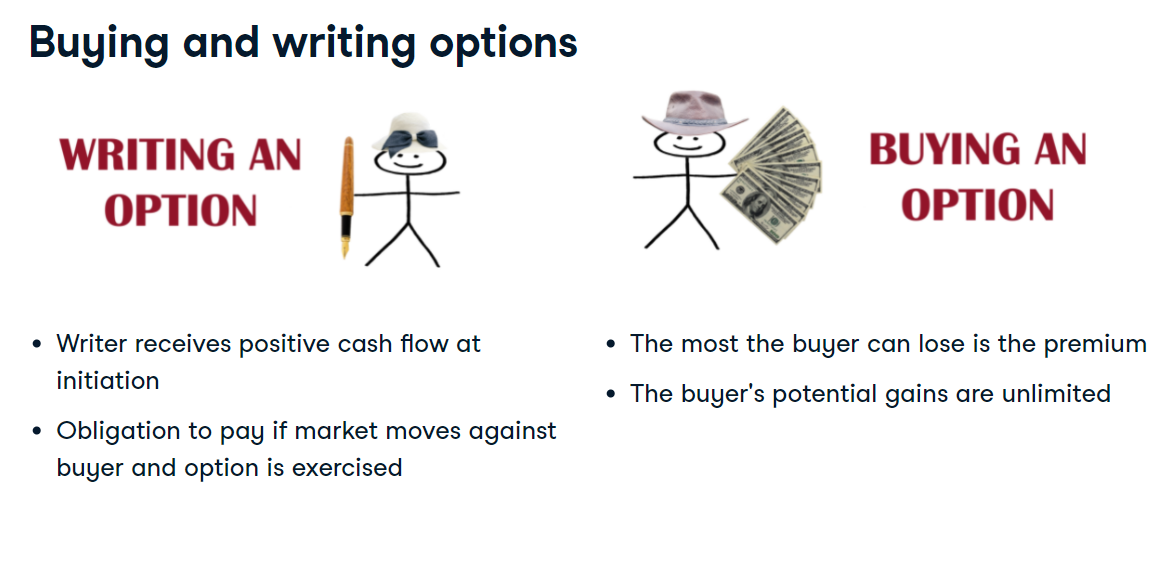 Buying and writing options
WRITING AN
OPTION
BUYING AN
OPTION
• Writer receives positive cash flow at
initiation
• Obligation to pay if market moves against
buyer and option is exercised
• The most the buyer can lose is the premium
• The buyer's potential gains are unlimited